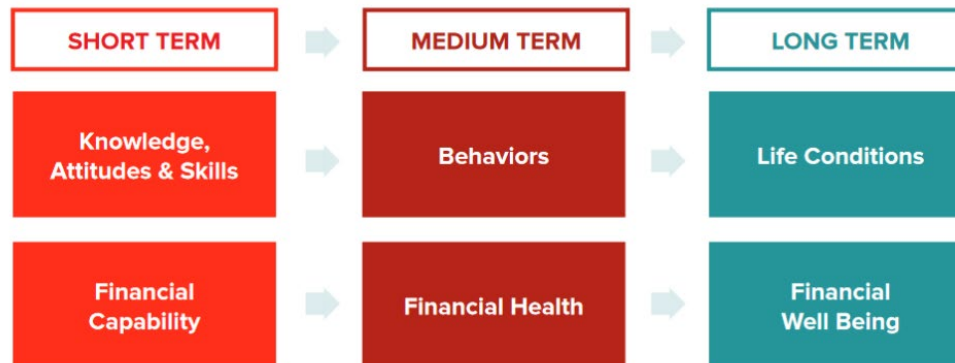 SHORT TERM
MEDIUM TERM
LONG TERM
Knowledge,
Attitudes & Skills
Behaviors
Life Conditions
Financial
Capability
Financial Health
Financial
Well Being